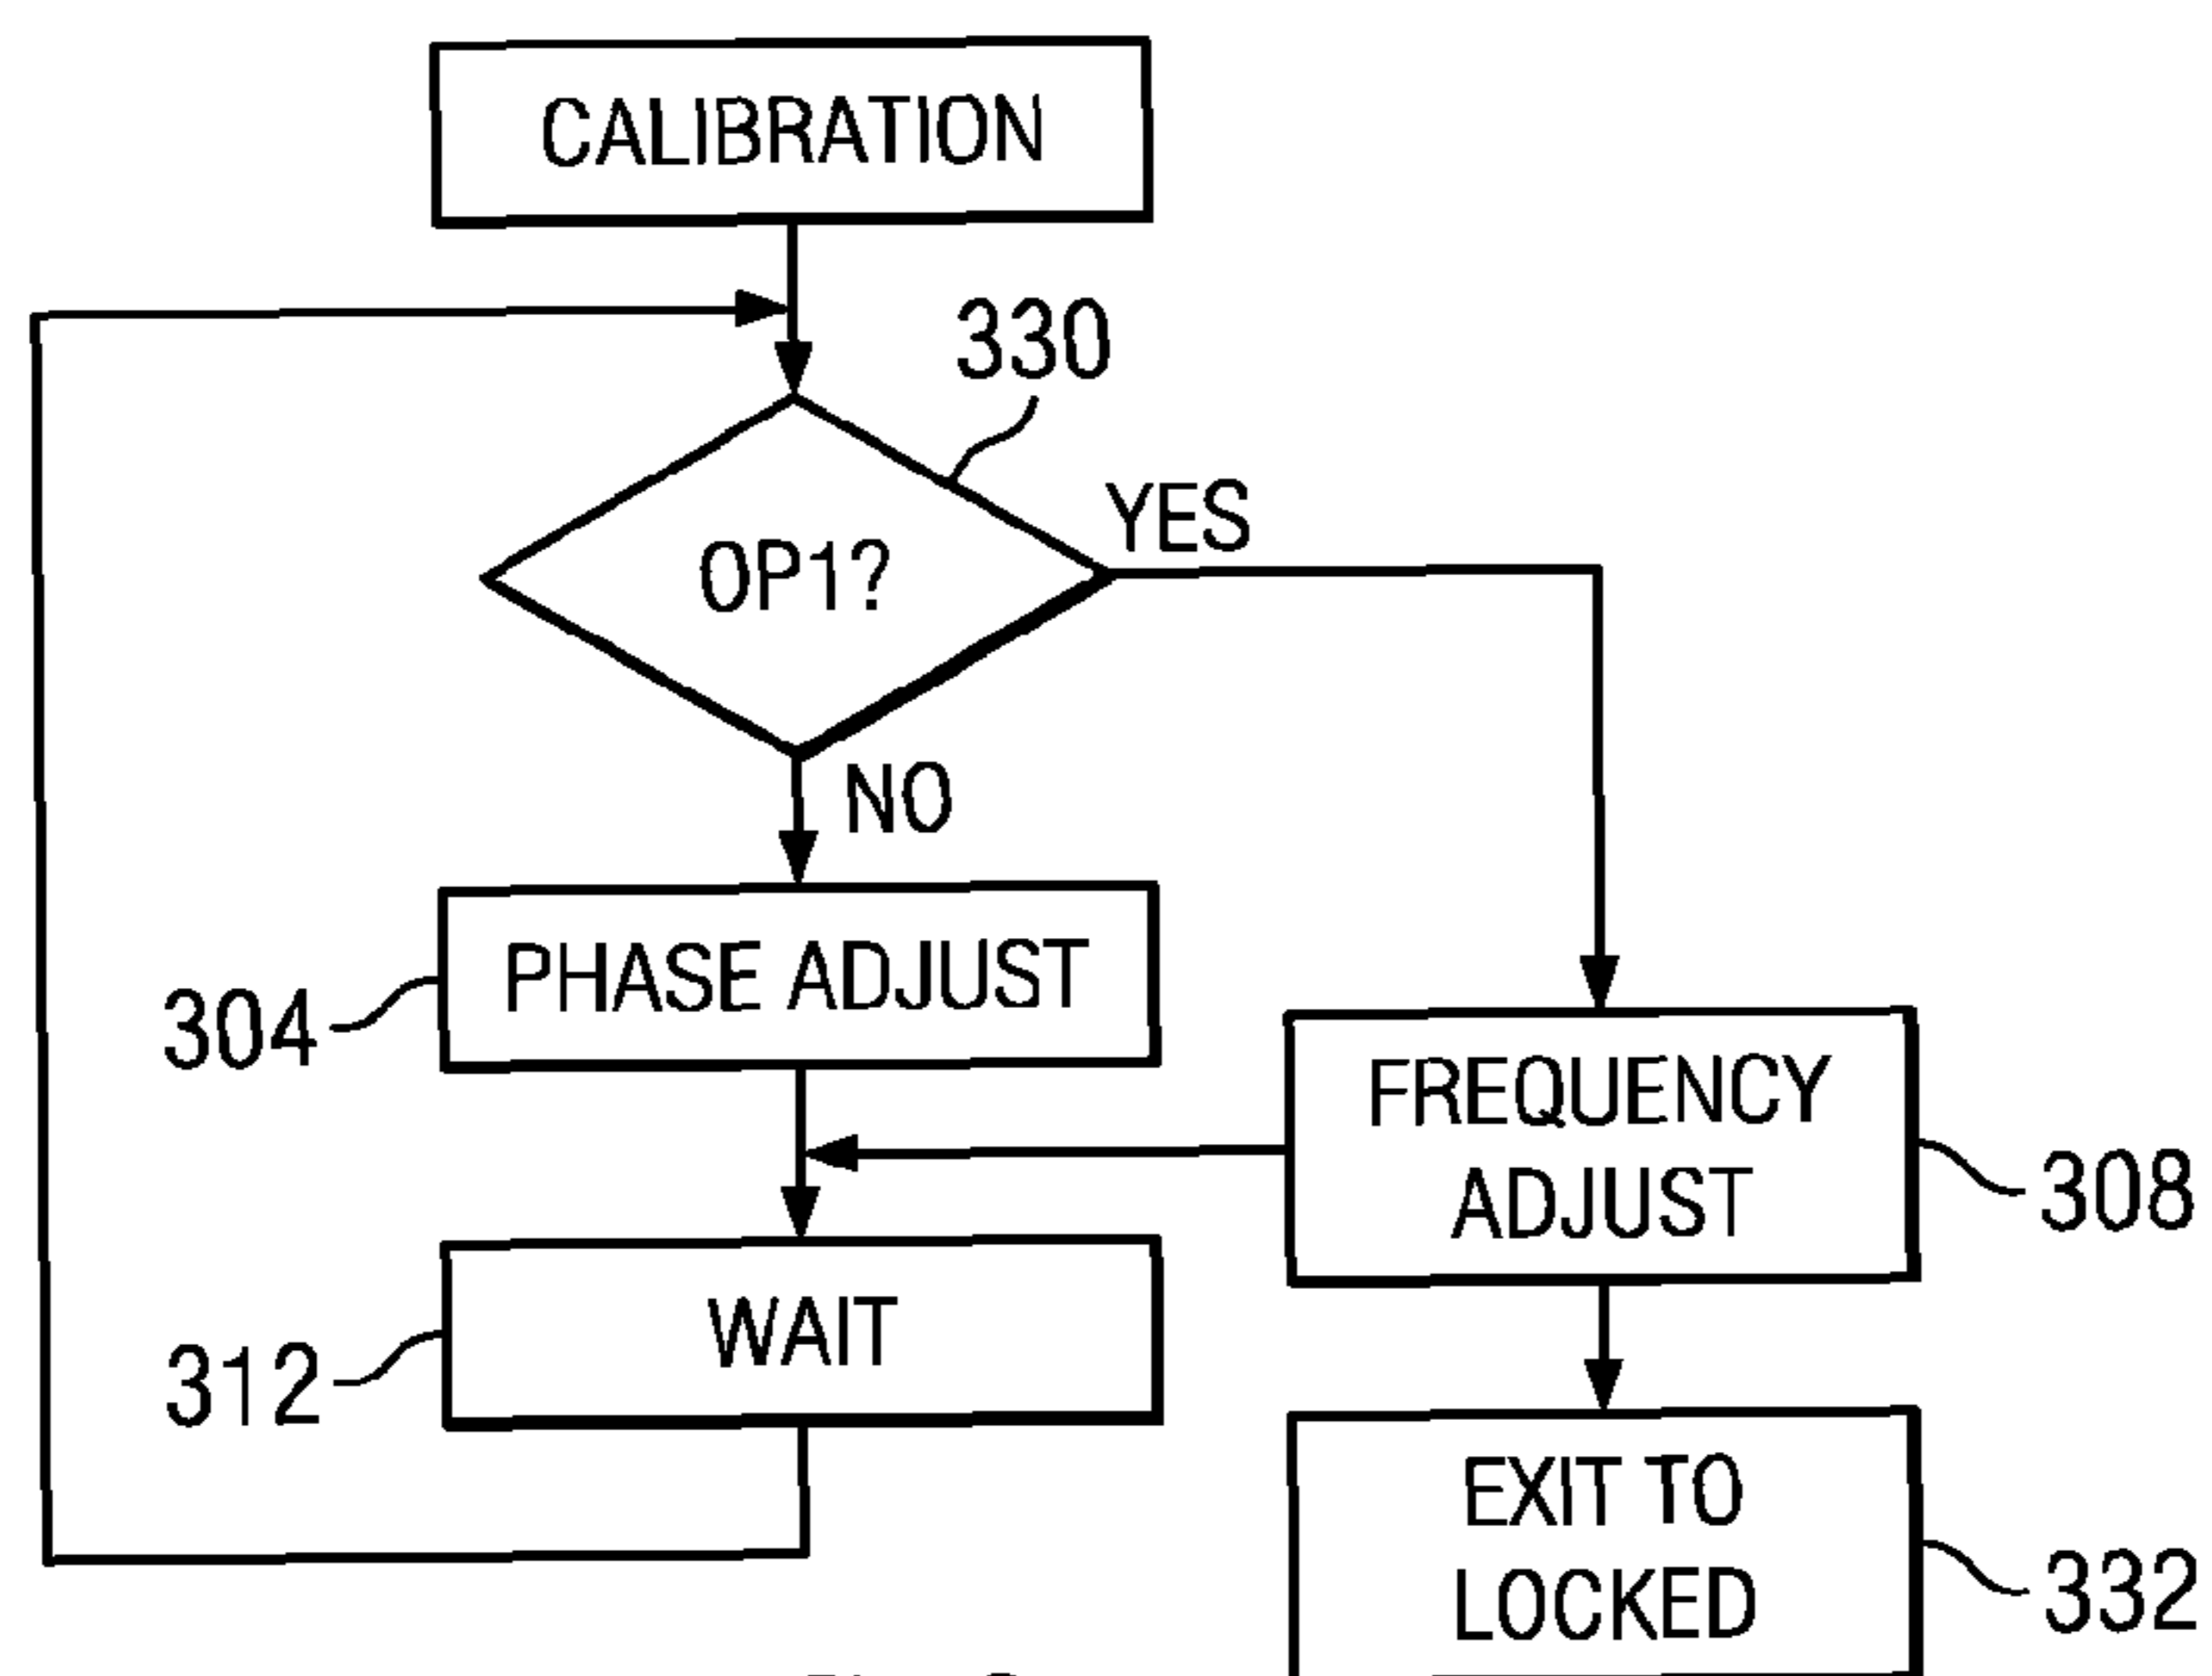 CALIBRATION
330
OP1?
YES
NO
PHASE ADJUST
304
FREQUENCY
ADJUST
308
WAIT
312
EXIT TO
LOCKED
332